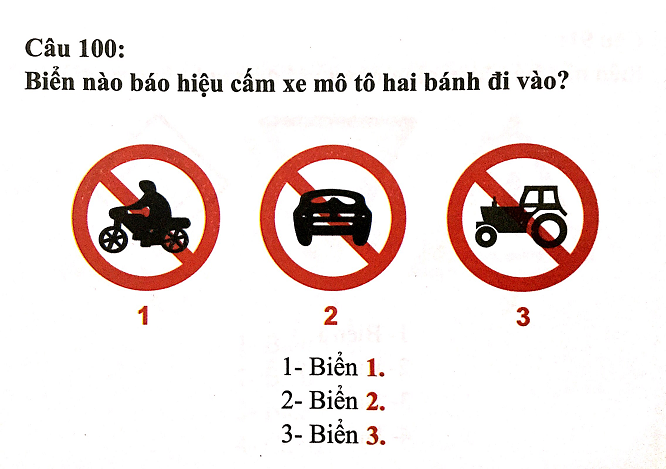 Câu 100:
Biển nào báo hiệu cấm xe mô tô hai bánh đi vào?
1 2 3
1- Biển 1.
2- Biển 2.
3- Biển 3.